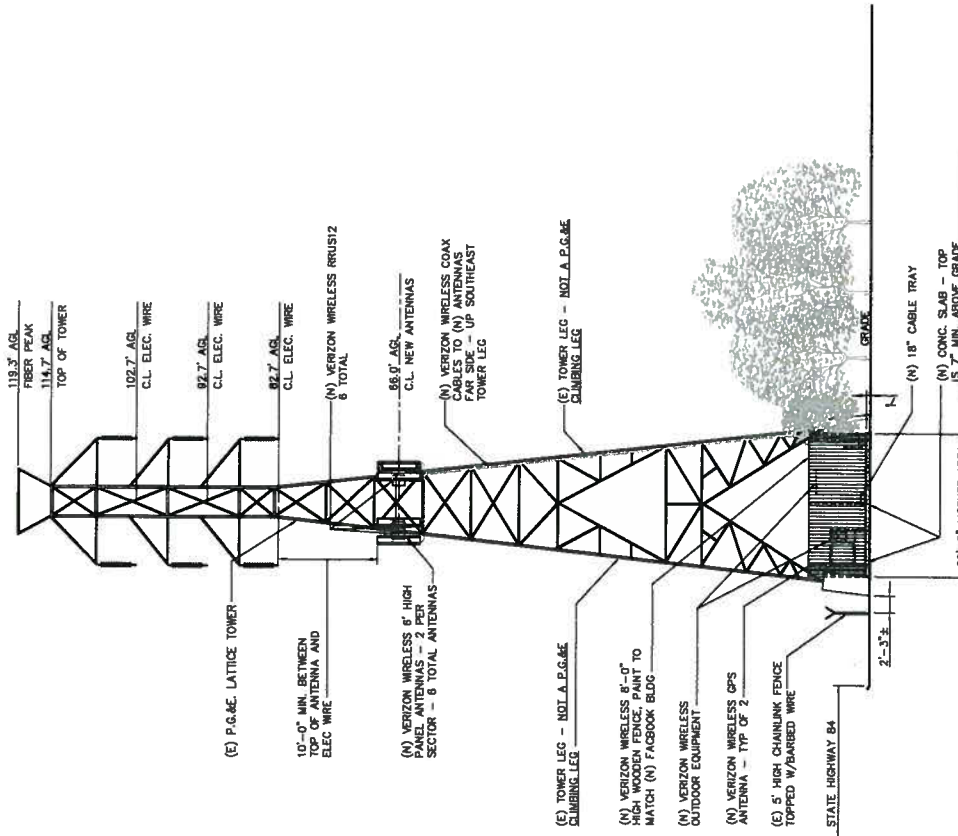 119.3' AGL
FIBER PEAK
114.7' AGL
TOP OF TOWER
102.7' AGL
C.L. ELEC. WIRE
92.7' AGL
C.L. ELEC. WIRE
82.7' AGL
C.L. ELEC. WIRE
(N) VERIZON WIRELESS RRUS12
6 TOTAL
66.0' AGL
C.L. NEW ANTENNAS
(N) VERIZON WIRELESS COAX
CABLES TO (N) ANTENNAS
FAR SIDE - UP SOUTHEAST
TOWER LEG
(E) TOWER LEG - NOT A P.G.&E
CLIMBING LEG
GRADE
(N) 18" CABLE TRAY
(N) CONC. SLAB - TOP
IS 7" MIN. ABOVE GRADE
(E) P.G.&E. LATTICE TOWER
10'-0" MIN. BETWEEN
TOP OF ANTENNA AND
ELEC WIRE
(N) VERIZON WIRELESS 6' HIGH
PANEL ANTENNAS - 2 PER
SECTOR - 6 TOTAL ANTENNAS
(E) TOWER LEG - NOT A P.G.&E
CLIMBING LEG
(N) VERIZON WIRELESS 8'-0"
HIGH WOODEN FENCE, PAINT TO
MATCH (N) FACBOOK BLDG
(N) VERIZON WIRELESS
OUTDOOR EQUIPMENT
(N) VERIZON WIRELESS GPS
ANTENNA - TYP OF 2
(E) 5' HIGH CHAINLINK FENCE
TOPPED W/BARBED WIRE
STATE HIGHWAY 84
2'-3"±